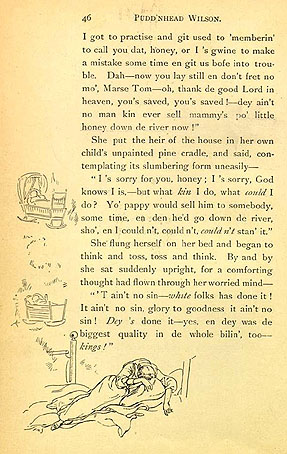 46 PUDD'NHEAD WILSON.
I got to practise and git used to 'memberin'
to call you dat, honey, or I 's gwine to make
a mistake some time en git us bofe into trou-
ble. Dah—now you lay still en don't fret no
mo', Marse Tom—oh, thank de good Lord in
heaven, you's saved, you's saved!—dey ain't
no man kin ever sell mammy's po' little
honey down de river now!"
She put the heir of the house in her own
child's unpainted pine cradle, and said, con-
templating its slumbering form uneasily—
"I 's sorry for you, honey; I 's sorry, God
knows I is,—but what kin I do, what could I
do? Yo' pappy would sell him to somebody,
some time, en den he'd go down de river,
sho', en I could n't, could n't, could n't stan' it."
She flung herself on her bed and began to
think and toss, toss and think. By and by
she sat suddenly upright, for a comforting
thought had flown through her worried mind—
"'T ain't no sin—white folks has done it!
It ain't no sin, glory to goodness it ain't no
sin! Dey 's done it—yes, en dey was de
biggest quality in de whole bilin', too—
kings!"